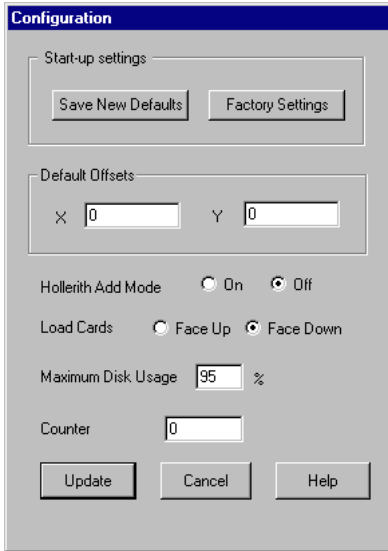 Configuration
Start-up settings
Save New Defaults Factory Settings
Default Offsets
X 0 Y 0
Hollerith Add Mode On Off
Load Cards Face Up Face Down
Maximum Disk Usage 95 %
Counter 0
Update Cancel Help